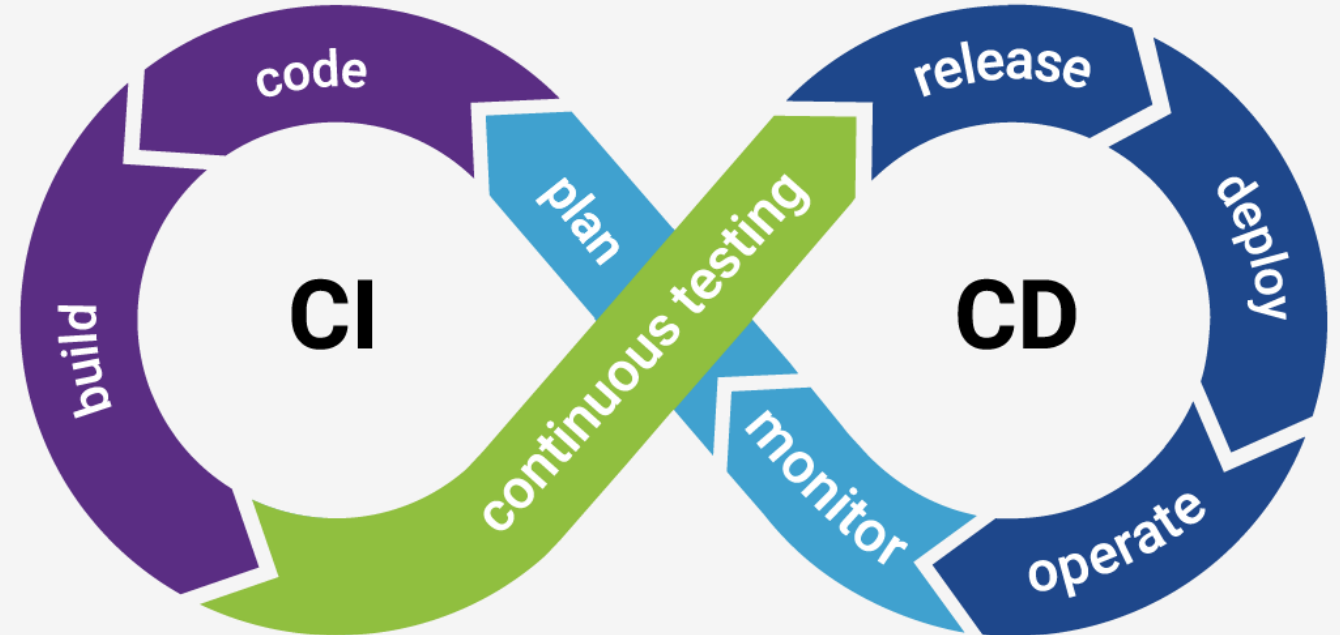 code
build
CI
plan
continuous testing
monitor
release
deploy
CD
operate